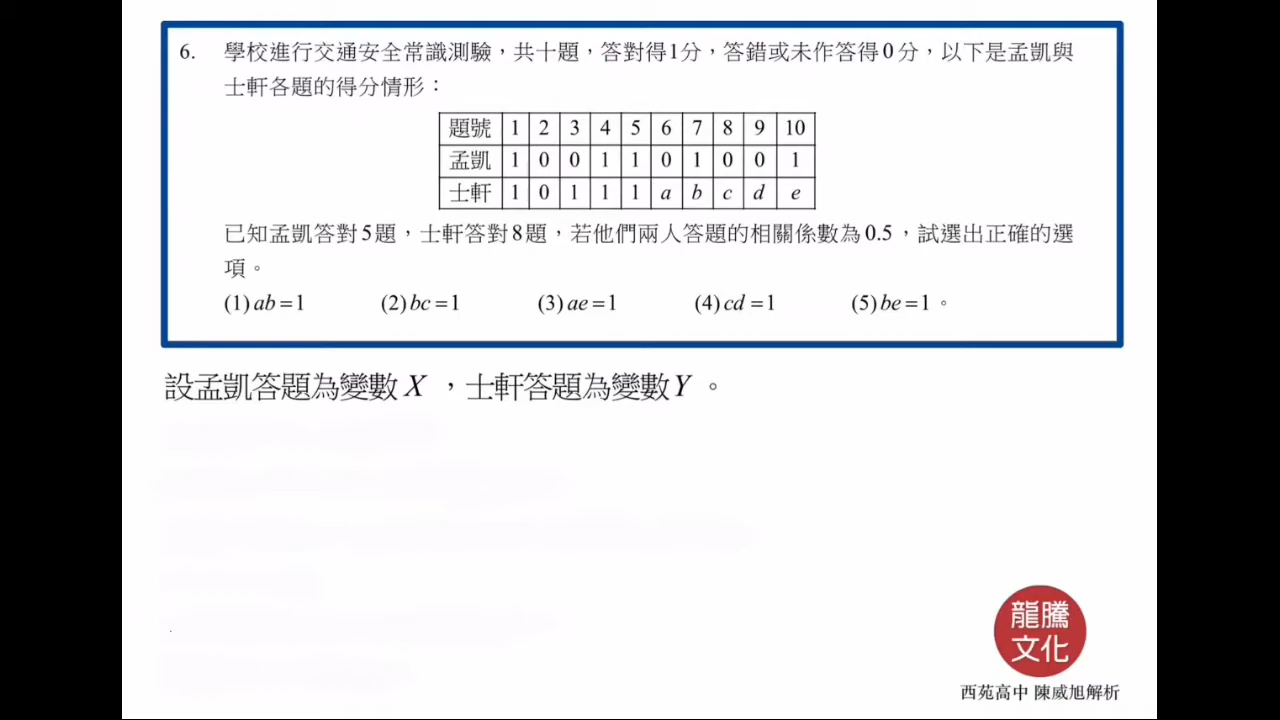 6. 學校進行交通安全常識測驗，共十題，答對得1分，答錯或未作答得0分，以下是孟凱與
士軒各題的得分情形：
題號 1 2 3 4 5 6 7 8 9 10
孟凱 1 0 0 1 1 0 1 0 0 1
士軒 1 0 1 1 1 a b c d e
已知孟凱答對5題，士軒答對8題，若他們兩人答題的相關係數為0.5，試選出正確的選
項。
(1) ab=1 (2) bc=1 (3) ae=1 (4) cd=1 (5) be=1。
設孟凱答題為變數X ，士軒答題為變數Y 。
龍騰
文化
西苑高中 陳威旭解析